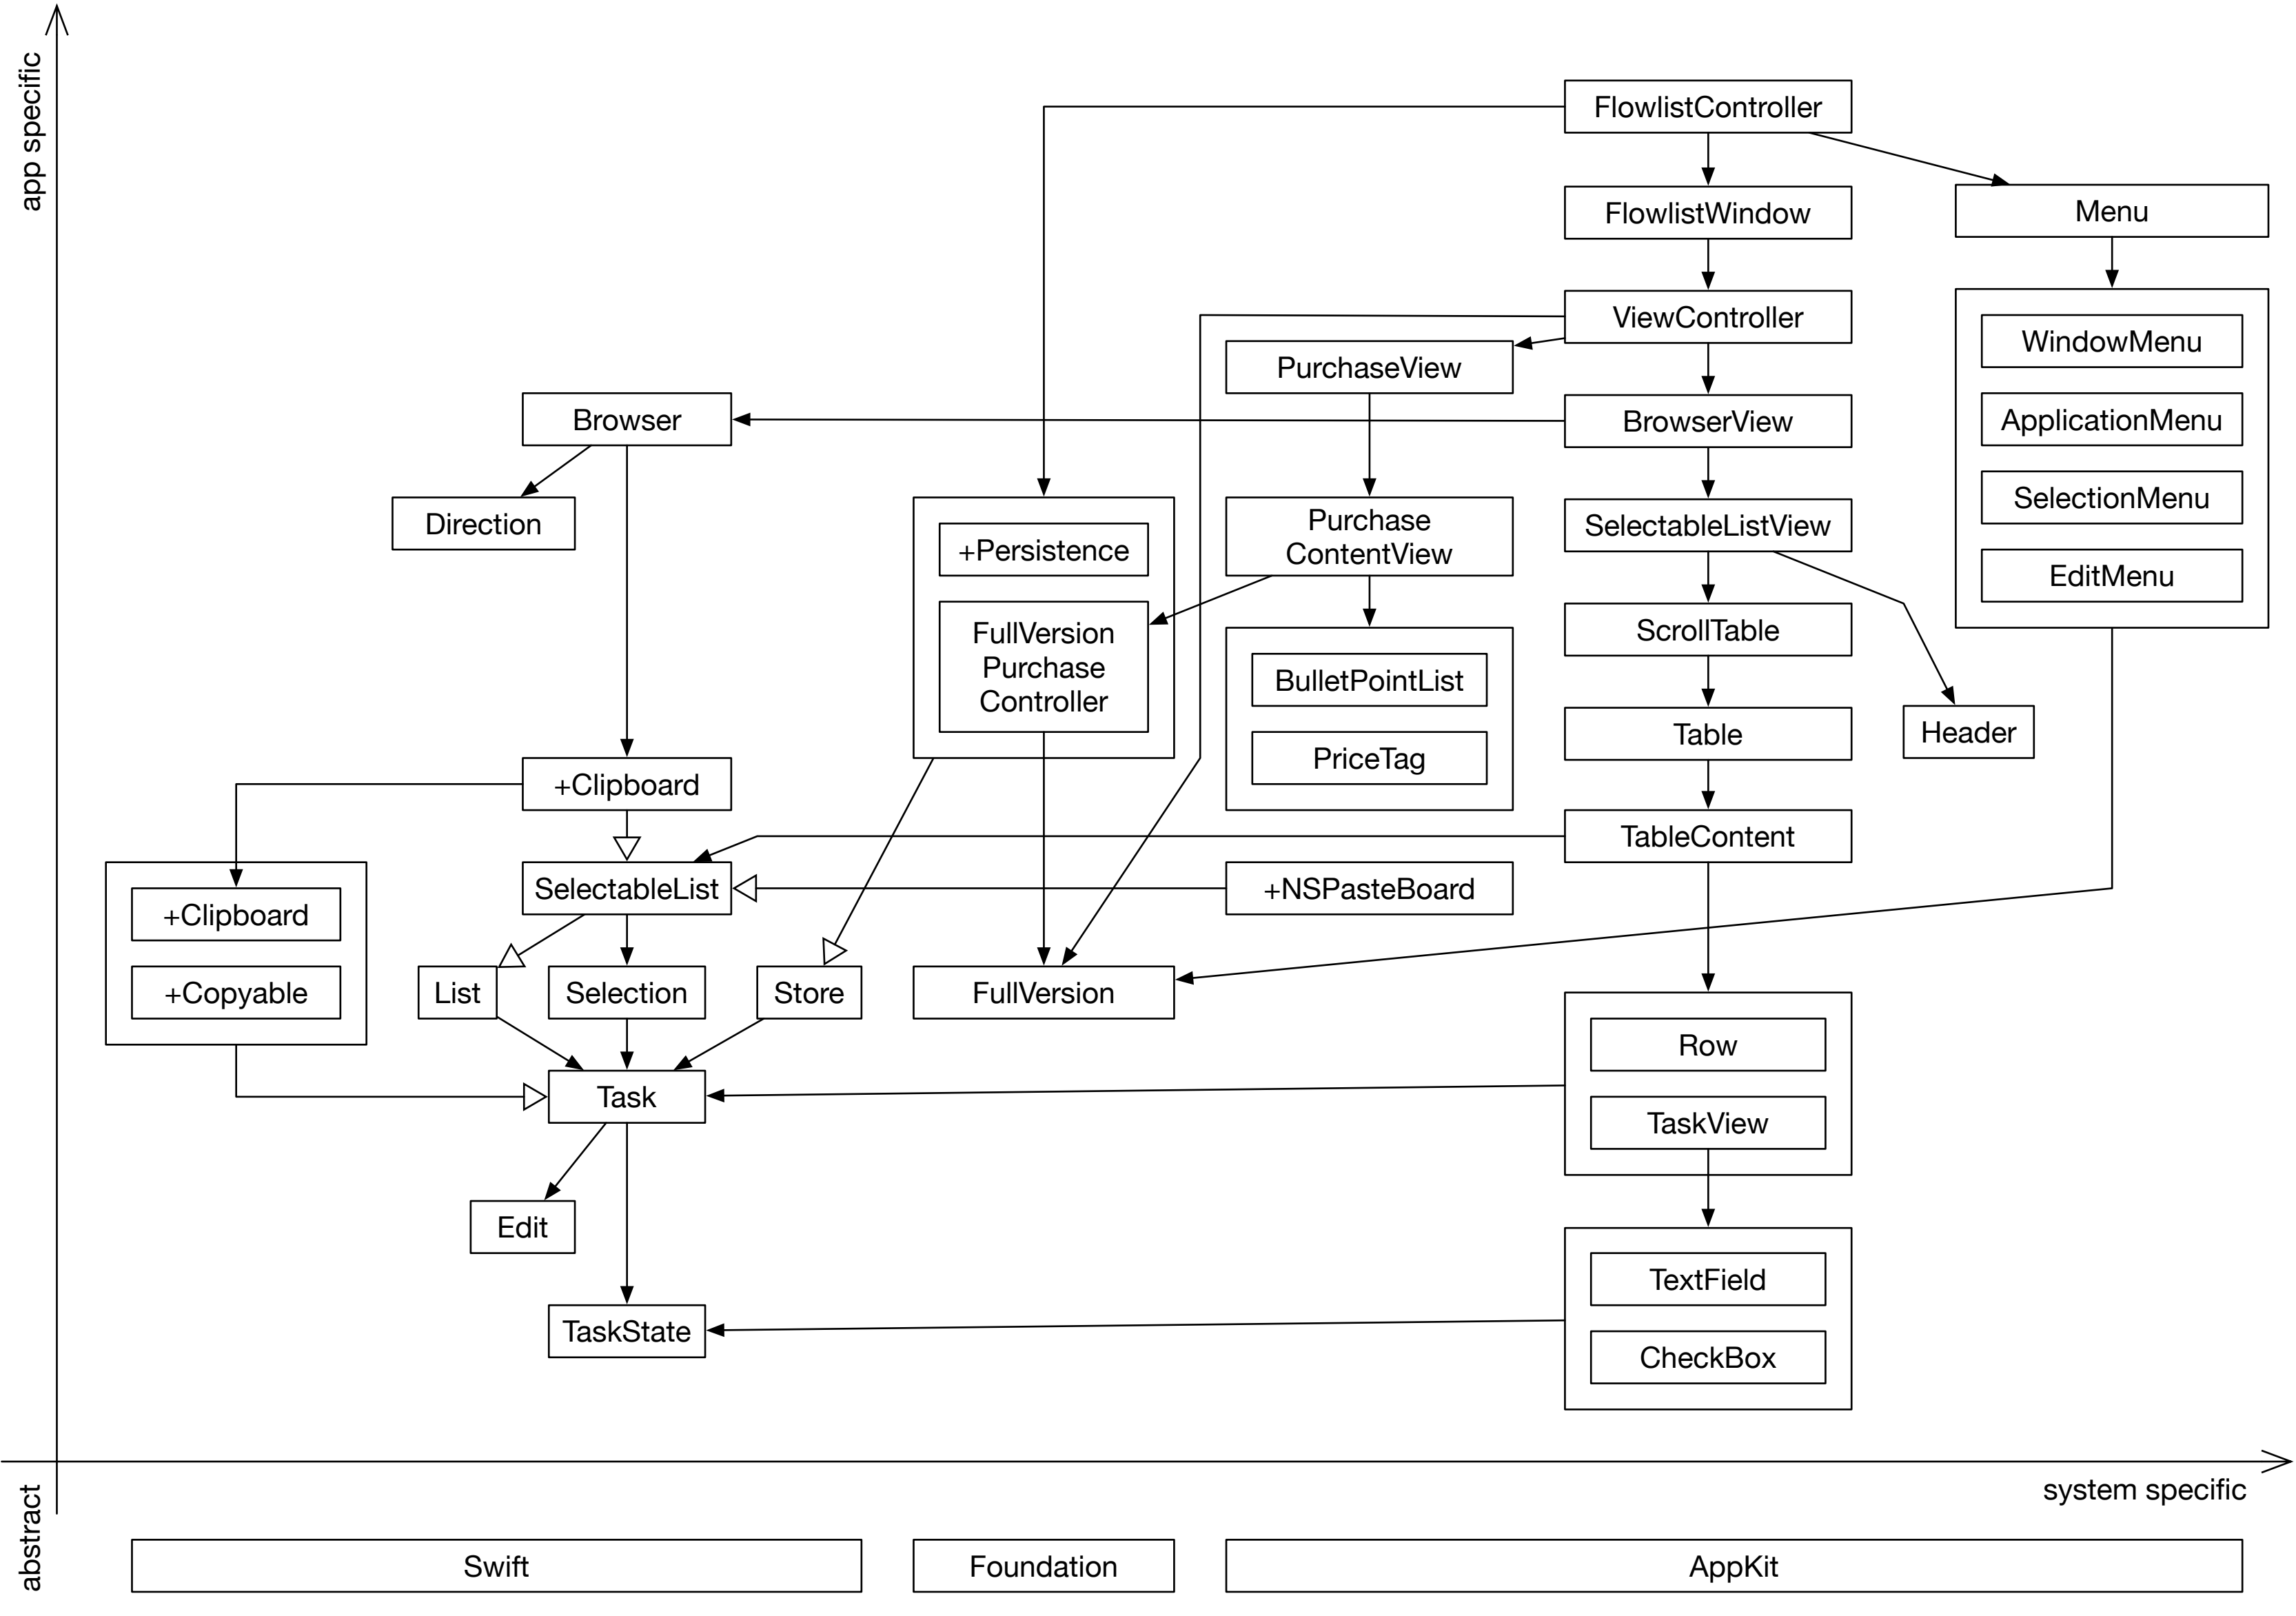 app specific
FlowlistController
FlowlistWindow
Menu
ViewController
WindowMenu
PurchaseView
Browser
BrowserView
ApplicationMenu
Direction
Purchase
ContentView
SelectableListView
SelectionMenu
+Persistence
EditMenu
FullVersion
Purchase
Controller
ScrollTable
BulletPointList
Table
Header
PriceTag
+Clipboard
TableContent
+Clipboard
SelectableList
+NSPasteBoard
+Copyable
List
Selection
Store
FullVersion
Row
Task
TaskView
Edit
TextField
TaskState
CheckBox
system specific
abstract
Swift
Foundation
AppKit